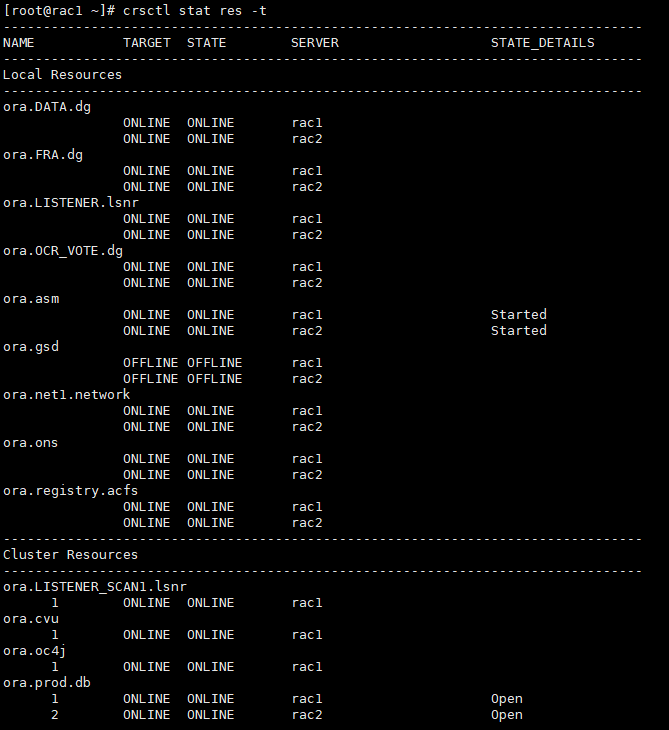 [root@rac1 ~]# crsctl stat res -t
--------------------------------------------------------------------------------
NAME           TARGET  STATE        SERVER                   STATE_DETAILS
--------------------------------------------------------------------------------
Local Resources
--------------------------------------------------------------------------------
ora.DATA.dg
               ONLINE  ONLINE       rac1
               ONLINE  ONLINE       rac2
ora.FRA.dg
               ONLINE  ONLINE       rac1
               ONLINE  ONLINE       rac2
ora.LISTENER.lsnr
               ONLINE  ONLINE       rac1
               ONLINE  ONLINE       rac2
ora.OCR_VOTE.dg
               ONLINE  ONLINE       rac1
               ONLINE  ONLINE       rac2
ora.asm
               ONLINE  ONLINE       rac1                     Started
               ONLINE  ONLINE       rac2                     Started
ora.gsd
               OFFLINE OFFLINE      rac1
               OFFLINE OFFLINE      rac2
ora.net1.network
               ONLINE  ONLINE       rac1
               ONLINE  ONLINE       rac2
ora.ons
               ONLINE  ONLINE       rac1
               ONLINE  ONLINE       rac2
ora.registry.acfs
               ONLINE  ONLINE       rac1
               ONLINE  ONLINE       rac2
--------------------------------------------------------------------------------
Cluster Resources
--------------------------------------------------------------------------------
ora.LISTENER_SCAN1.lsnr
      1        ONLINE  ONLINE       rac1
ora.cvu
      1        ONLINE  ONLINE       rac1
ora.oc4j
      1        ONLINE  ONLINE       rac1
ora.prod.db
      1        ONLINE  ONLINE       rac1                     Open
      2        ONLINE  ONLINE       rac2                     Open